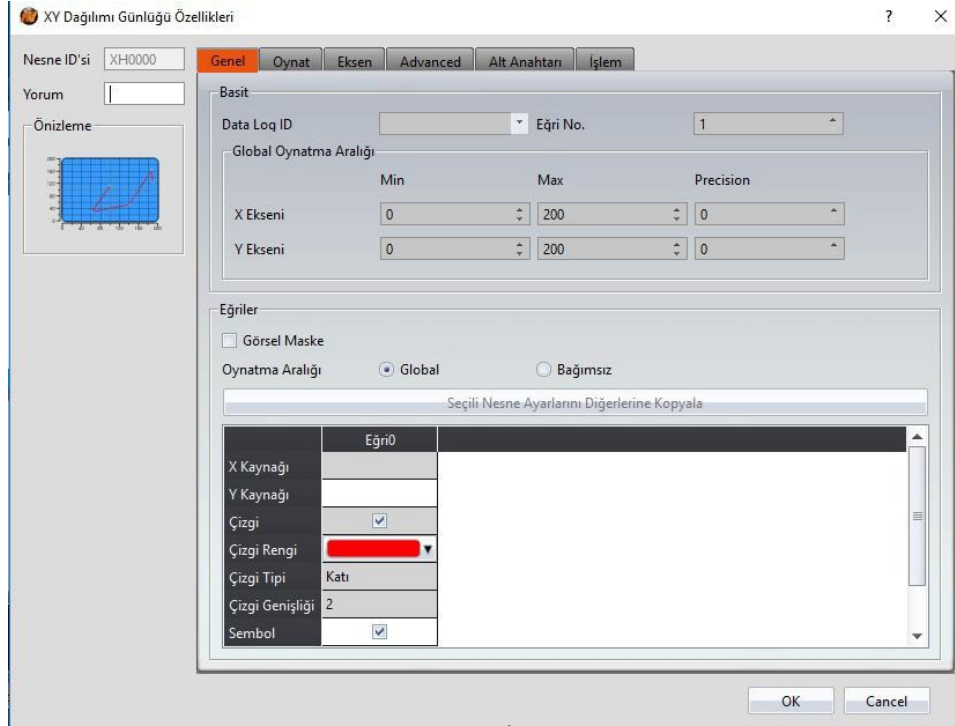 XY Dağılımı Günlüğü Özellikleri ?
Nesne ID'si XH0000
Yorum
Önizleme
Genel Oynat Eksen Advanced Alt Anahtarı İşlem
Basit
Data Log ID Eğri No. 1
Global Oynatma Aralığı
Min Max Precision
X Ekseni 0 200 0
Y Ekseni 0 200 0
Eğriler
Görsel Maske
Oynatma Aralığı Global Bağımsız
Seçili Nesne Ayarlarını Diğerlerine Kopyala
Eğri0
X Kaynağı
Y Kaynağı
Çizgi
Çizgi Rengi
Çizgi Tipi Katı
Çizgi Genişliği 2
Sembol
OK Cancel